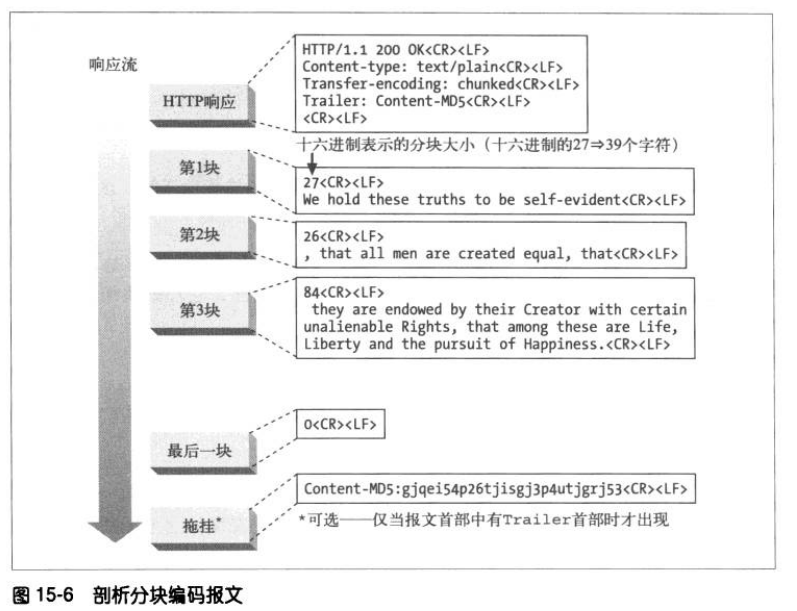 响应流
HTTP响应
HTTP/1.1 200 OK<CR><LF>
Content-type: text/plain<CR><LF>
Transfer-encoding: chunked<CR><LF>
Trailer: Content-MD5<CR><LF>
<CR><LF>
十六进制表示的分块大小（十六进制的27⇒39个字符）
第1块
27<CR><LF>
We hold these truths to be self-evident<CR><LF>
第2块
26<CR><LF>
, that all men are created equal, that<CR><LF>
第3块
84<CR><LF>
they are endowed by their Creator with certain
unalienable Rights, that among these are Life,
Liberty and the pursuit of Happiness.<CR><LF>
最后一块
0<CR><LF>
拖挂*
Content-MD5:gjqei54p26tjisgj3p4utjgrj53<CR><LF>
*可选——仅当报文首部中有Trailer首部时才出现
图 15-6 剖析分块编码报文